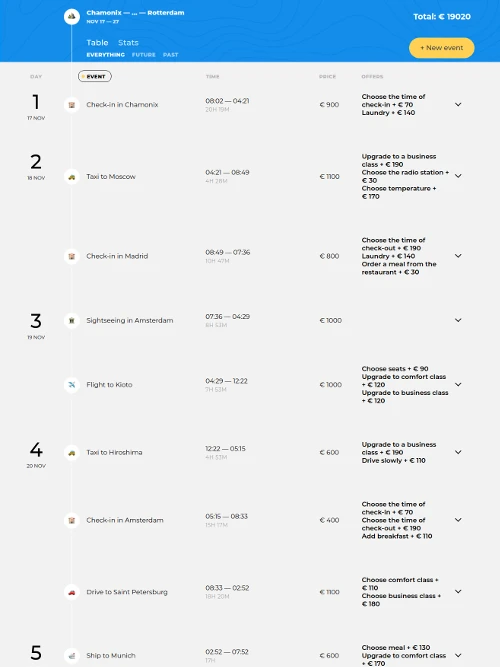 Chamonix — ... — Rotterdam
NOV 17 — 27
Total: € 19020
Table Stats
EVERYTHING FUTURE PAST
+ New event
DAY EVENT TIME PRICE OFFERS
1
17 NOV
Check-in in Chamonix
08:02 — 04:21
20H 19M
€ 900
Choose the time of
check-in + € 70
Laundry + € 140
2
18 NOV
Taxi to Moscow
04:21 — 08:49
4H 28M
€ 1100
Upgrade to a business
class + € 190
Choose the radio station +
€ 30
Choose temperature +
€ 170
Check-in in Madrid
08:49 — 07:36
€ 800
Choose the time of
check-out + € 190
Laundry + € 140
Order a meal from the
restaurant + € 30
3
19 NOV
Sightseeing in Amsterdam
07:36 — 04:29
€ 1000
Flight to Kioto
04:29 — 12:22
7H 53M
€ 1000
Choose seats + € 90
Upgrade to comfort class
+ € 120
Upgrade to business class
+ € 120
4
20 NOV
Taxi to Hiroshima
12:22 — 05:15
4H 53M
€ 600
Upgrade to a business
class + € 190
Drive slowly + € 110
Check-in in Amsterdam
05:15 — 08:33
15H 17M
€ 400
Choose the time of
check-in + € 70
Choose the time of
check-out + € 190
Add breakfast + € 110
Drive to Saint Petersburg
08:33 — 02:52
18H 20M
€ 1100
Choose comfort class +
€ 110
Choose business class +
€ 180
5
Ship to Munich
02:52 — 07:52
17H
€ 600
Choose meal + € 130
Upgrade to comfort class
+ € 170